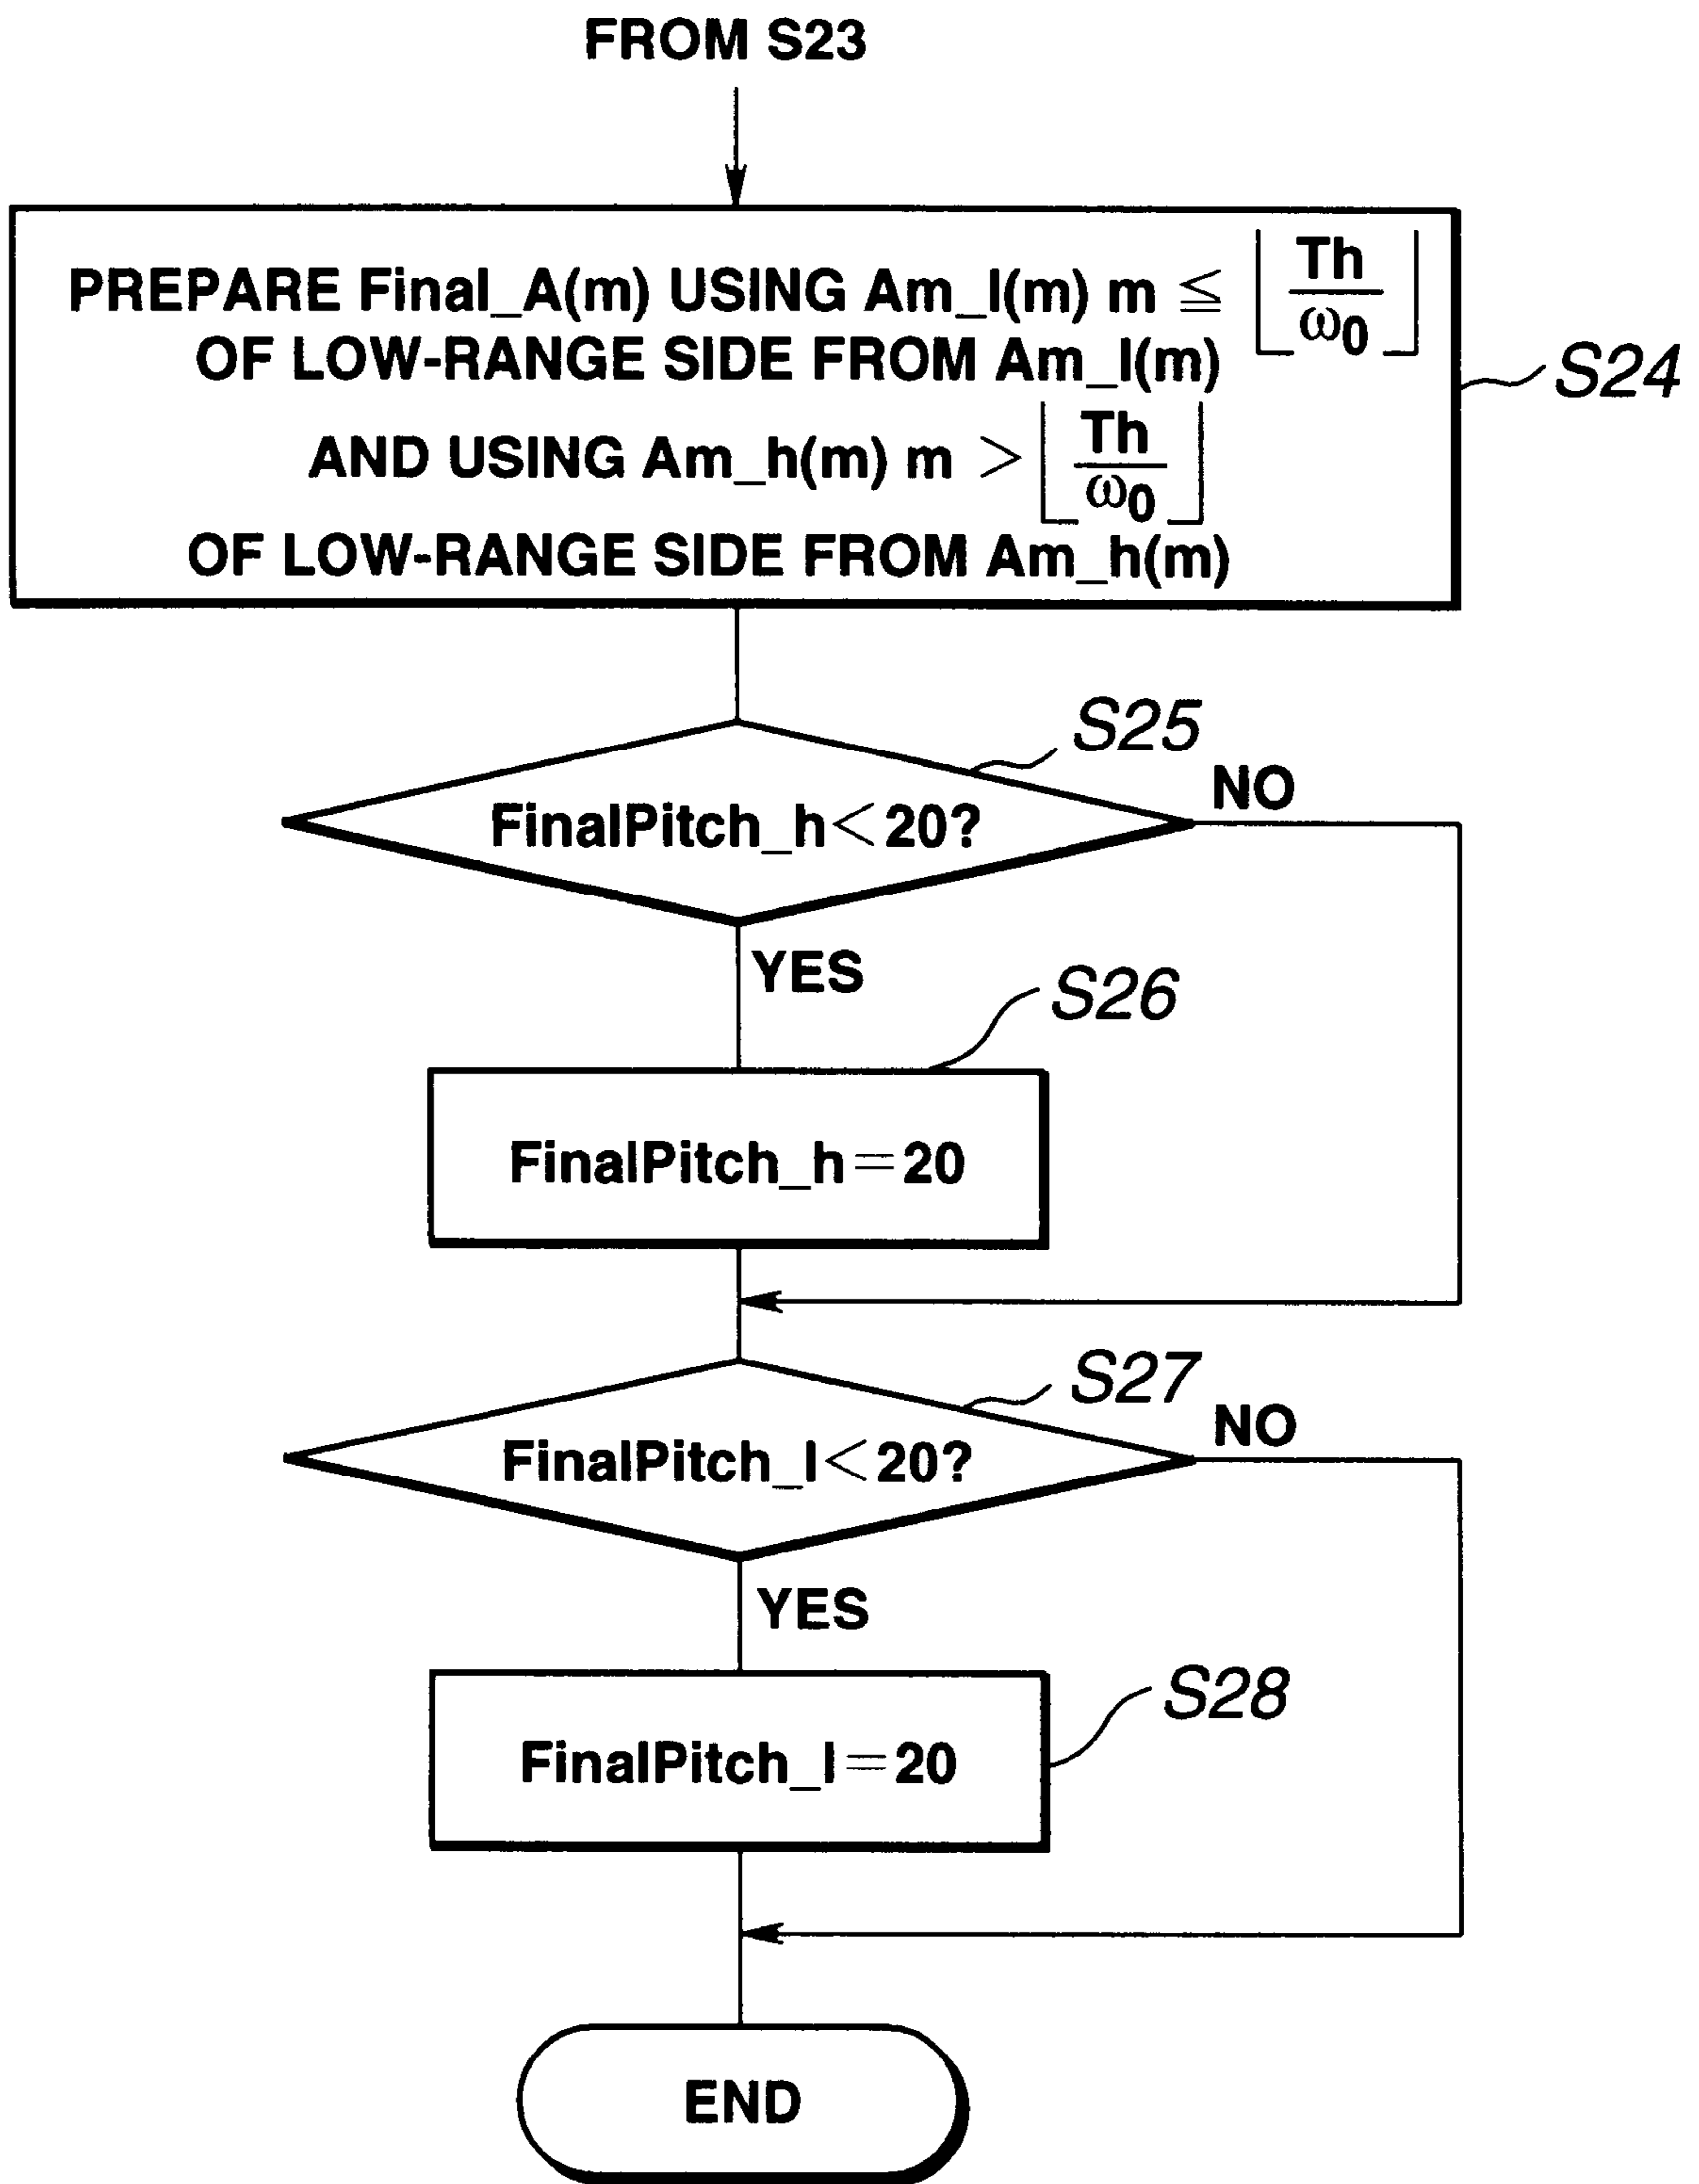 FROM S23
PREPARE Final_A(m) USING Am_l(m) m ≦ ⌊Th/ω0⌋
OF LOW-RANGE SIDE FROM Am_l(m)
AND USING Am_h(m) m > ⌊Th/ω0⌋
OF LOW-RANGE SIDE FROM Am_h(m)
S24
S25
FinalPitch_h<20?
NO
YES
S26
FinalPitch_h=20
S27
FinalPitch_l<20?
NO
YES
S28
FinalPitch_l=20
END